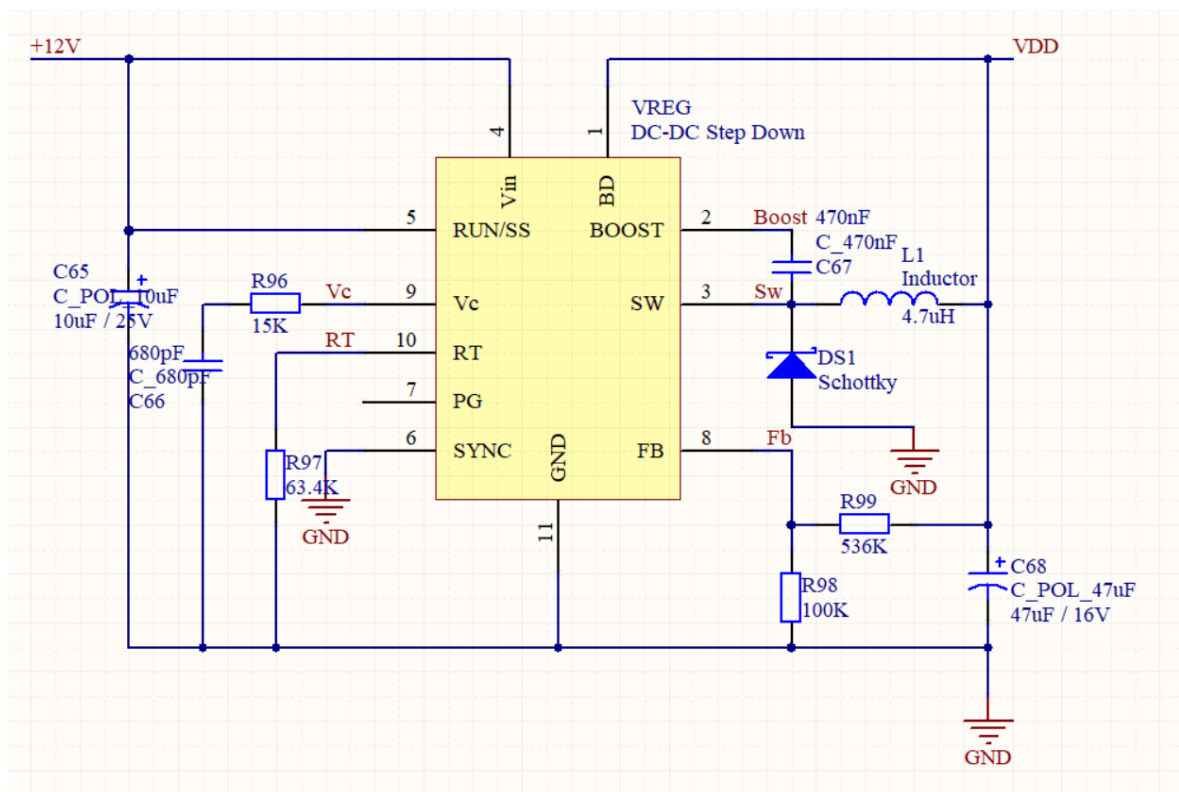 +12V
VDD
VREG
DC-DC Step Down
4
1
Vin
BD
5
RUN/SS
BOOST
2
Boost
470nF
C_470nF
C67
L1
Inductor
4.7uH
C65
C_POL_10uF
10uF / 25V
R96
15K
Vc
9
Vc
SW
3
Sw
680pF
C_680pF
C66
RT
10
RT
DS1
Schottky
7
PG
6
SYNC
GND
FB
8
Fb
GND
R97
63.4K
GND
11
R99
536K
R98
100K
C68
C_POL_47uF
47uF / 16V
GND